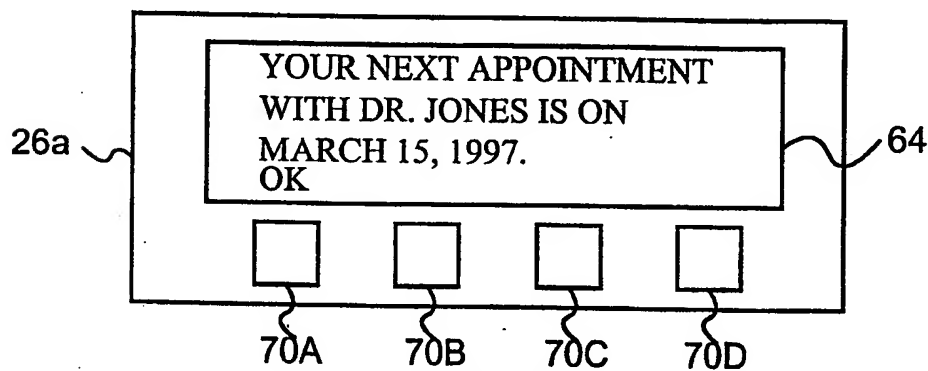 YOUR NEXT APPOINTMENT
WITH DR. JONES IS ON
MARCH 15, 1997.
OK
26a
64
70A 70B 70C 70D